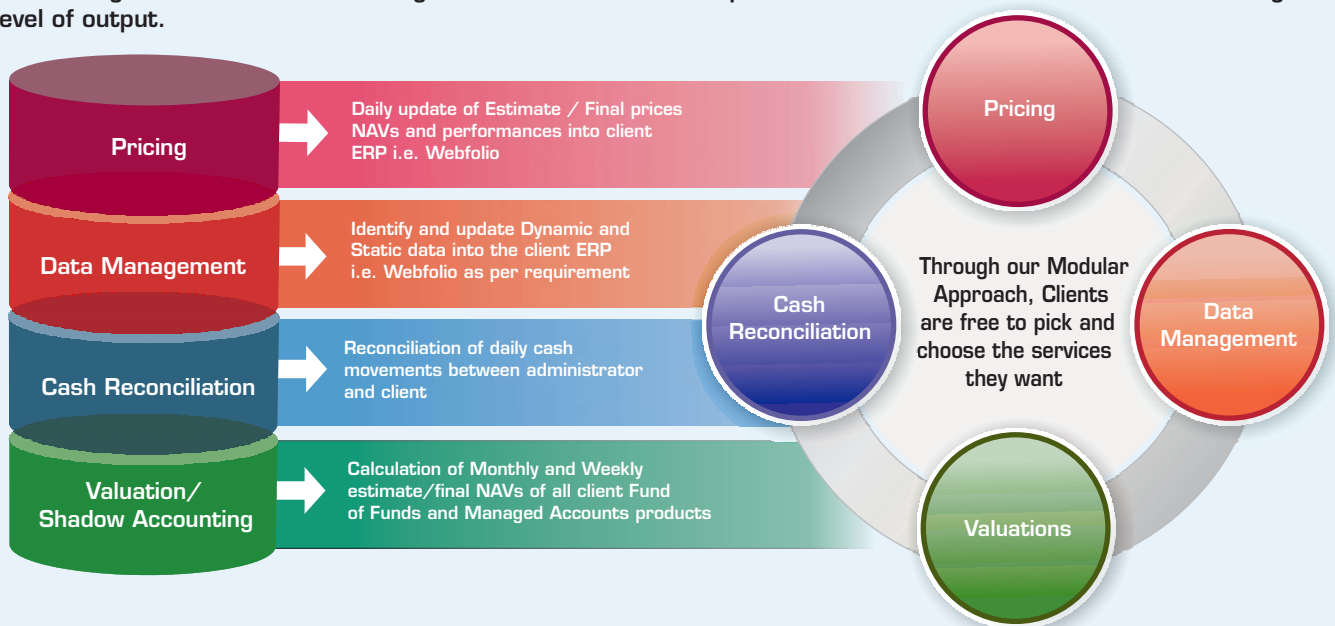 level of output.
Pricing
Daily update of Estimate / Final prices
NAVs and performances into client
ERP i.e. Webfolio
Data Management
Identify and update Dynamic and
Static data into the client ERP
i.e. Webfolio as per requirement
Cash Reconciliation
Reconciliation of daily cash
movements between administrator
and client
Valuation/
Shadow Accounting
Calculation of Monthly and Weekly
estimate/final NAVs of all client Fund
of Funds and Managed Accounts products
Pricing
Cash
Reconciliation
Through our Modular
Approach, Clients
are free to pick and
choose the services
they want
Data
Management
Valuations